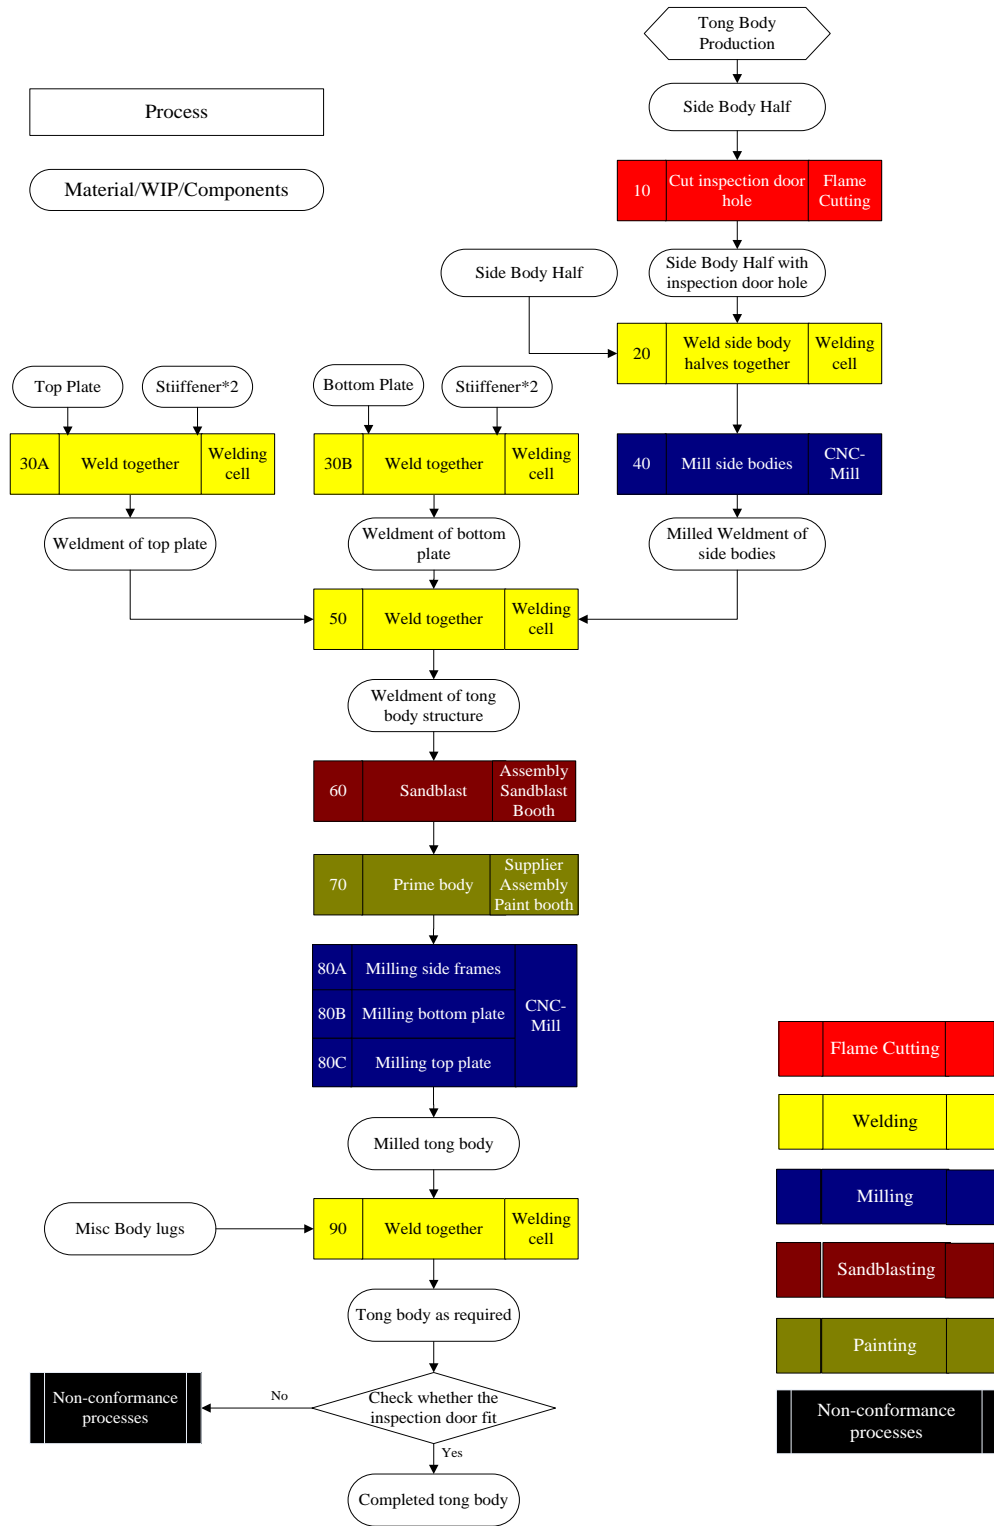 Tong Body
Production
Process
Side Body Half
Material/WIP/Components
10
Cut inspection door
hole
Flame
Cutting
Side Body Half
Side Body Half with
inspection door hole
20
Weld side body
halves together
Welding
cell
Top Plate
Stiiffener*2
Bottom Plate
Stiffener*2
30A
Weld together
Welding
cell
30B
Weld together
Welding
cell
40
Mill side bodies
CNC-
Mill
Weldment of top plate
Weldment of bottom
plate
Milled Weldment of
side bodies
50
Weld together
Welding
cell
Weldment of tong
body structure
60
Sandblast
Assembly
Sandblast
Booth
70
Prime body
Supplier
Assembly
Paint booth
80A
Milling side frames
80B
Milling bottom plate
CNC-
Mill
80C
Milling top plate
Flame Cutting
Welding
Milled tong body
Milling
Misc Body lugs
90
Weld together
Welding
cell
Sandblasting
Tong body as required
Painting
Non-conformance
processes
No
Check whether the
inspection door fit
Non-conformance
processes
Yes
Completed tong body